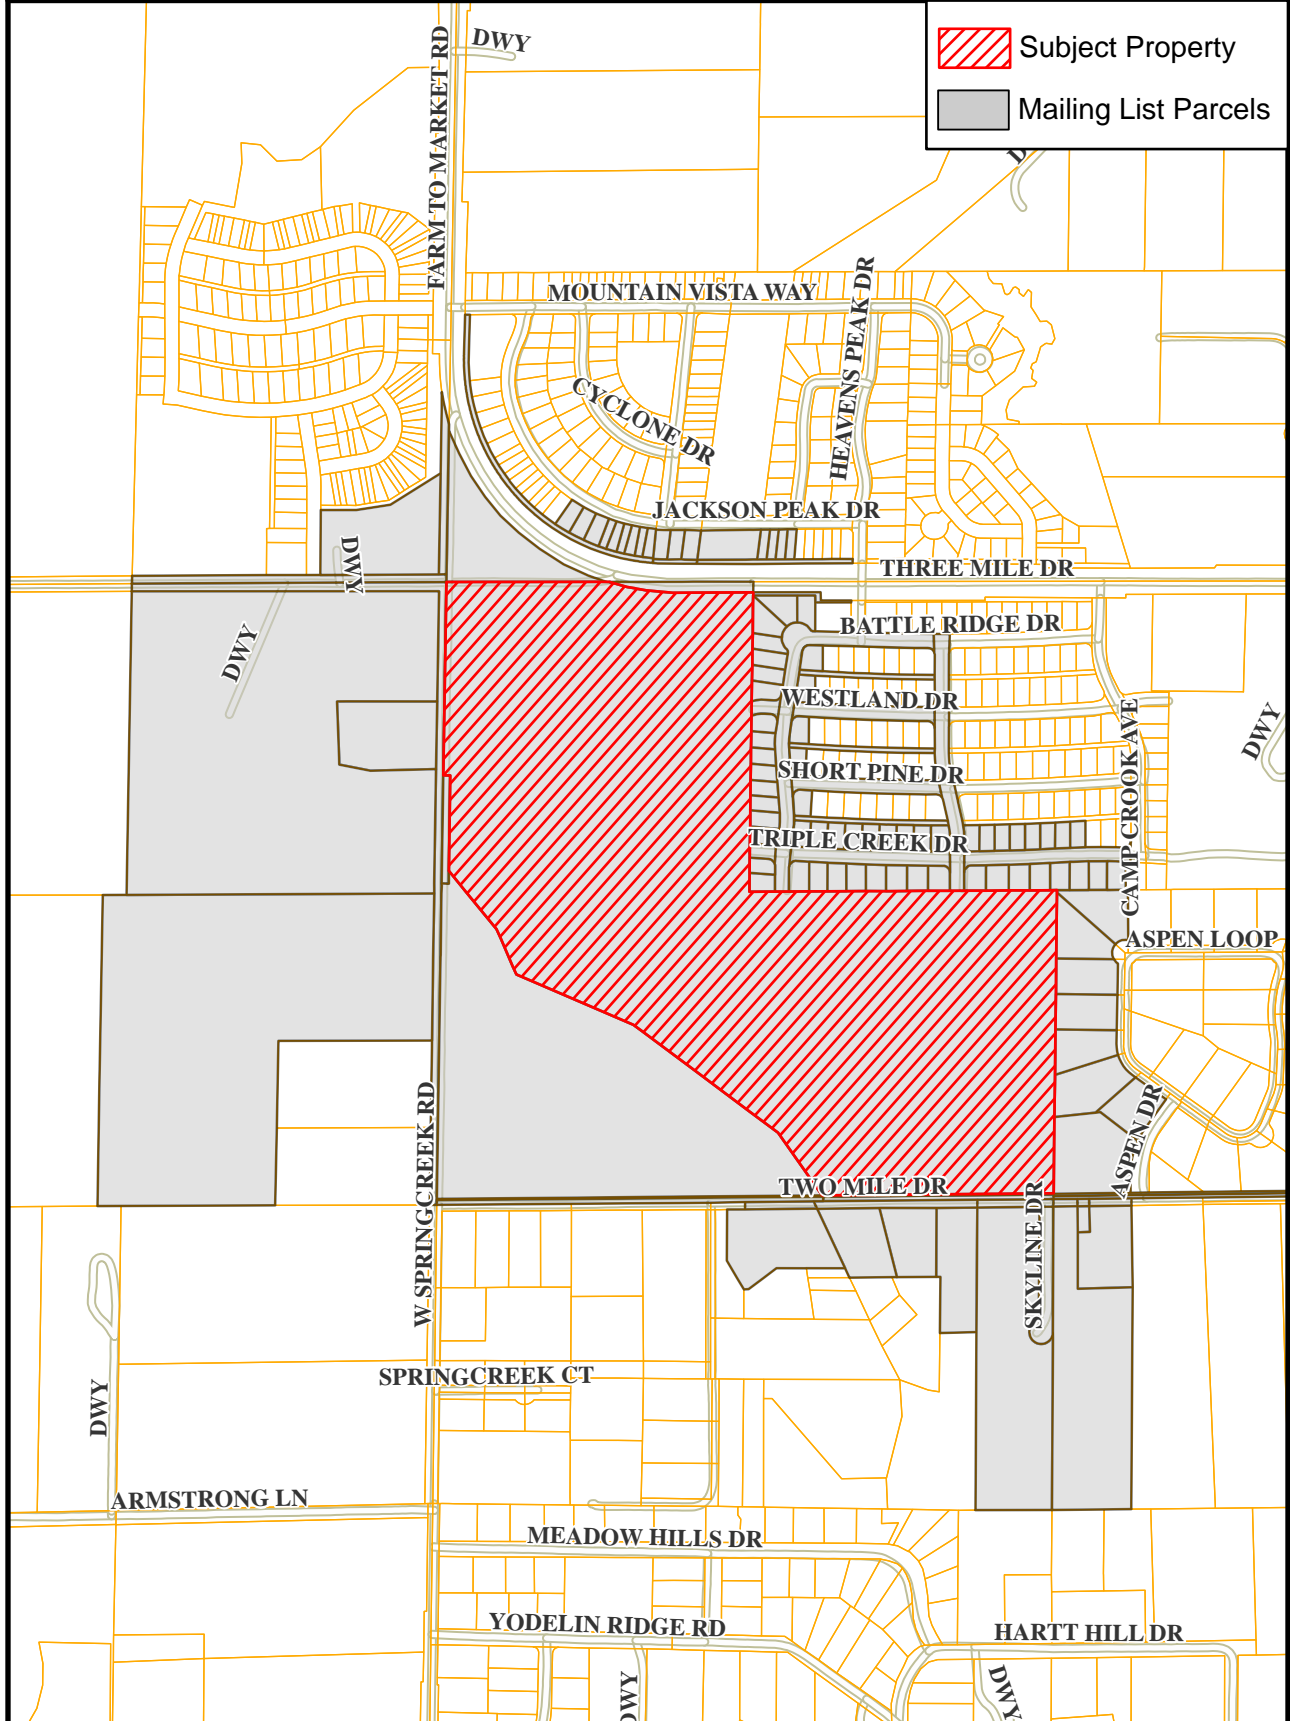 DWY
Subject Property
Mailing List Parcels
FARM TO MARKET RD
MOUNTAIN VISTA WAY
HEAVENS PEAK DR
CYCLONE DR
JACKSON PEAK DR
DWY
THREE MILE DR
DWY
BATTLE RIDGE DR
WESTLAND DR
DWY
SHORT PINE DR
CAMP CROOK AVE
TRIPLE CREEK DR
ASPEN LOOP
W SPRINGCREEK RD
ASPEN DR
TWO MILE DR
SKYLINE DR
SPRINGCREEK CT
DWY
ARMSTRONG LN
MEADOW HILLS DR
YODELIN RIDGE RD
HARTT HILL DR
DWY
DWY